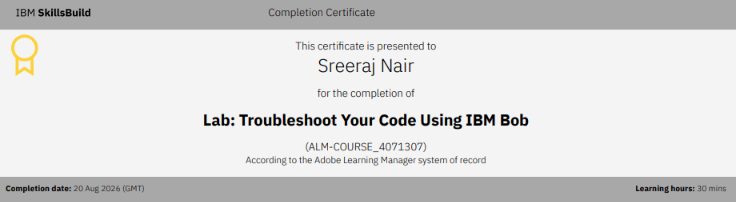 IBM SkillsBuild
Completion Certificate
This certificate is presented to
Sreeraj Nair
for the completion of
Lab: Troubleshoot Your Code Using IBM Bob
(ALM-COURSE_4071307)
According to the Adobe Learning Manager system of record
Completion date: 20 Aug 2026 (GMT)
Learning hours: 30 mins